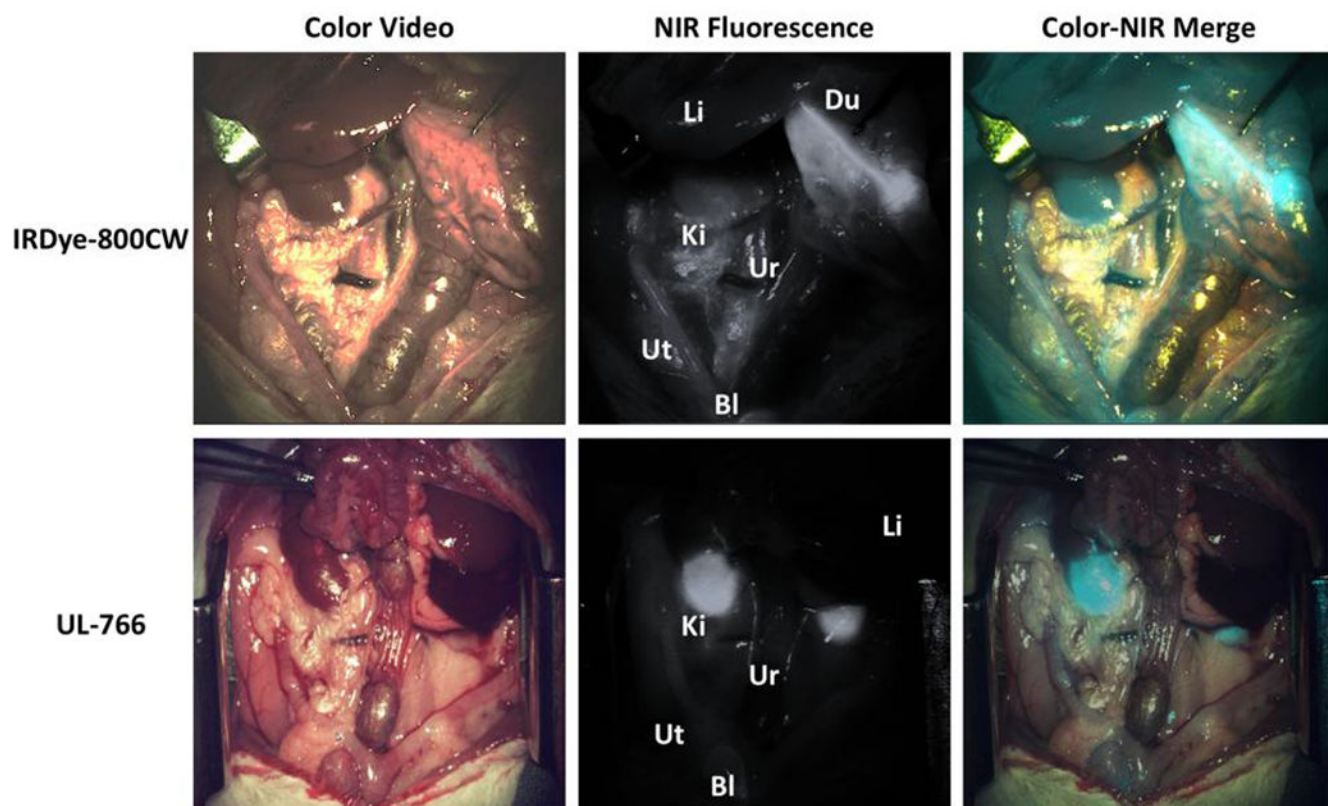 Color Video NIR Fluorescence Color-NIR Merge
IRDye-800CW
Li
Du
Ki
Ur
Ut
Bl
UL-766
Li
Ki
Ur
Ut
Bl